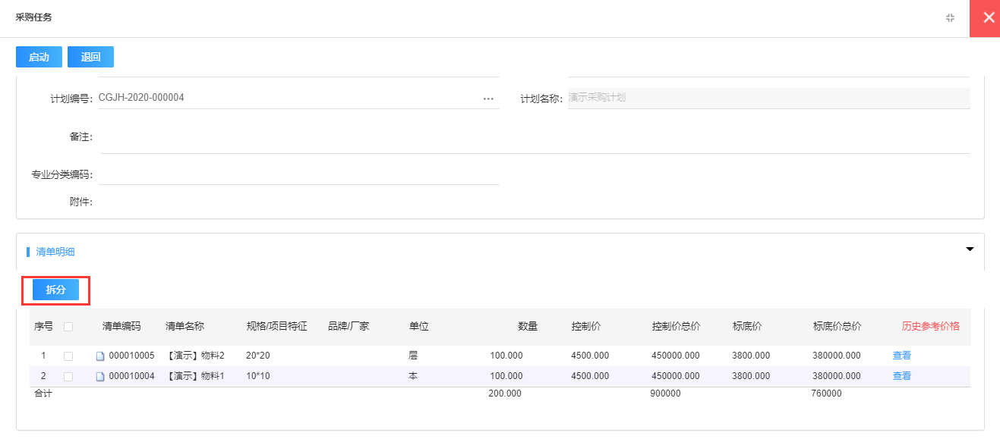 采购任务
启动 退回
计划编号： CGJH-2020-000004 ... 计划名称： 演示采购计划
备注：
专业分类编码：
附件：
清单明细
拆分
序号 清单编码 清单名称 规格/项目特征 品牌/厂家 单位 数量 控制价 控制价总价 标底价 标底价总价 历史参考价格
1 000010005 【演示】物料2 20*20 层 100.000 4500.000 450000.000 3800.000 380000.000 查看
2 000010004 【演示】物料1 10*10 本 100.000 4500.000 450000.000 3800.000 380000.000 查看
合计 200.000 900000 760000